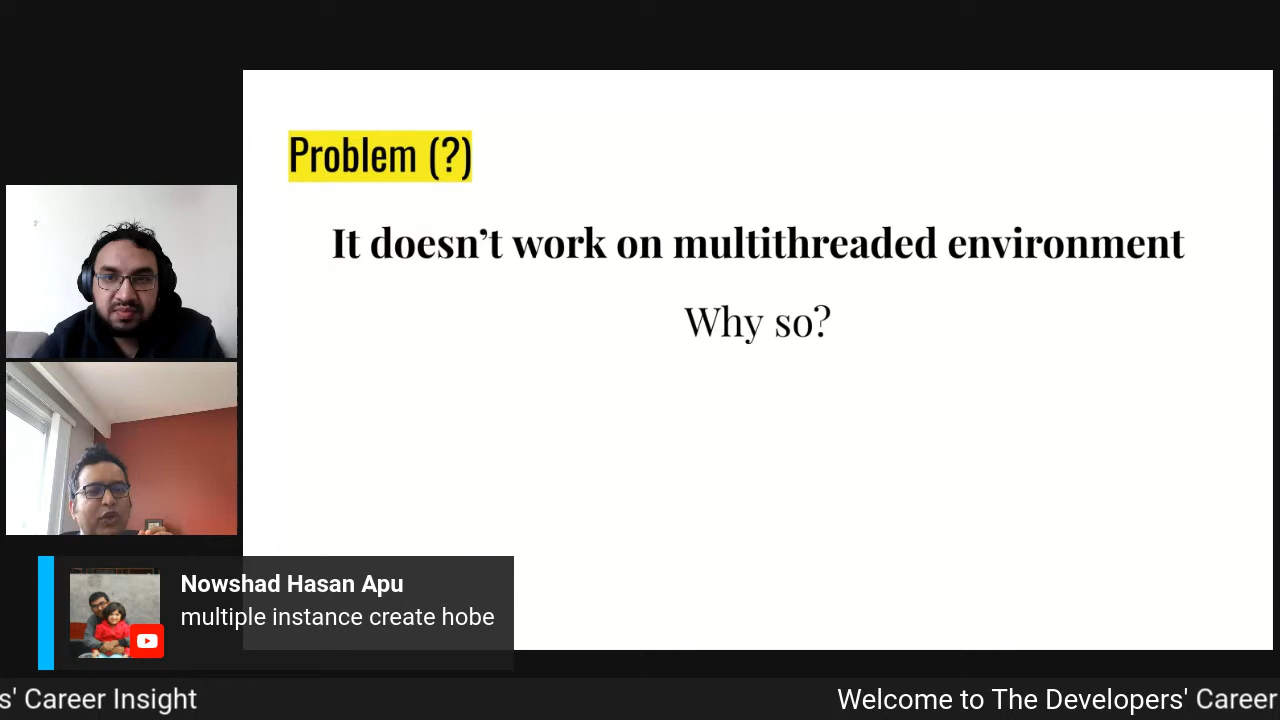 Problem (?)
It doesn’t work on multithreaded environment
Why so?
Nowshad Hasan Apu
multiple instance create hobe
s' Career Insight
Welcome to The Developers' Career